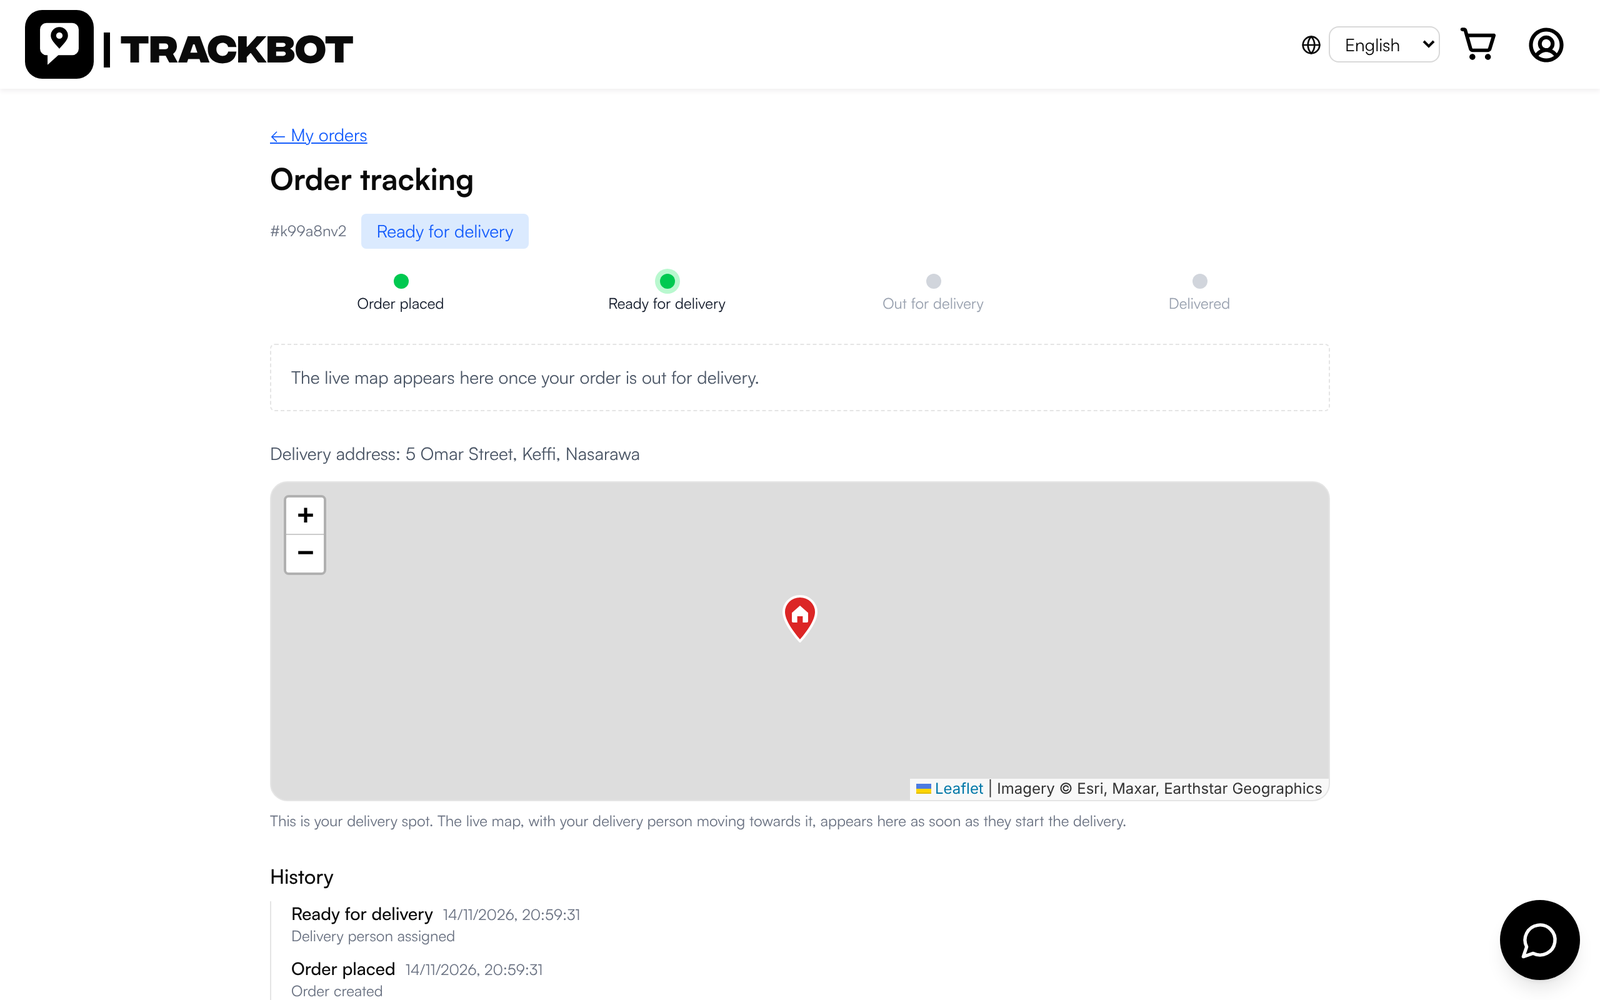 TRACKBOT
English
← My orders
Order tracking
#k99a8nv2 Ready for delivery
Order placed
Ready for delivery
Out for delivery
Delivered
The live map appears here once your order is out for delivery.
Delivery address: 5 Omar Street, Keffi, Nasarawa
+
−
Leaflet | Imagery © Esri, Maxar, Earthstar Geographics
This is your delivery spot. The live map, with your delivery person moving towards it, appears here as soon as they start the delivery.
History
Ready for delivery 14/11/2026, 20:59:31
Delivery person assigned
Order placed 14/11/2026, 20:59:31
Order created